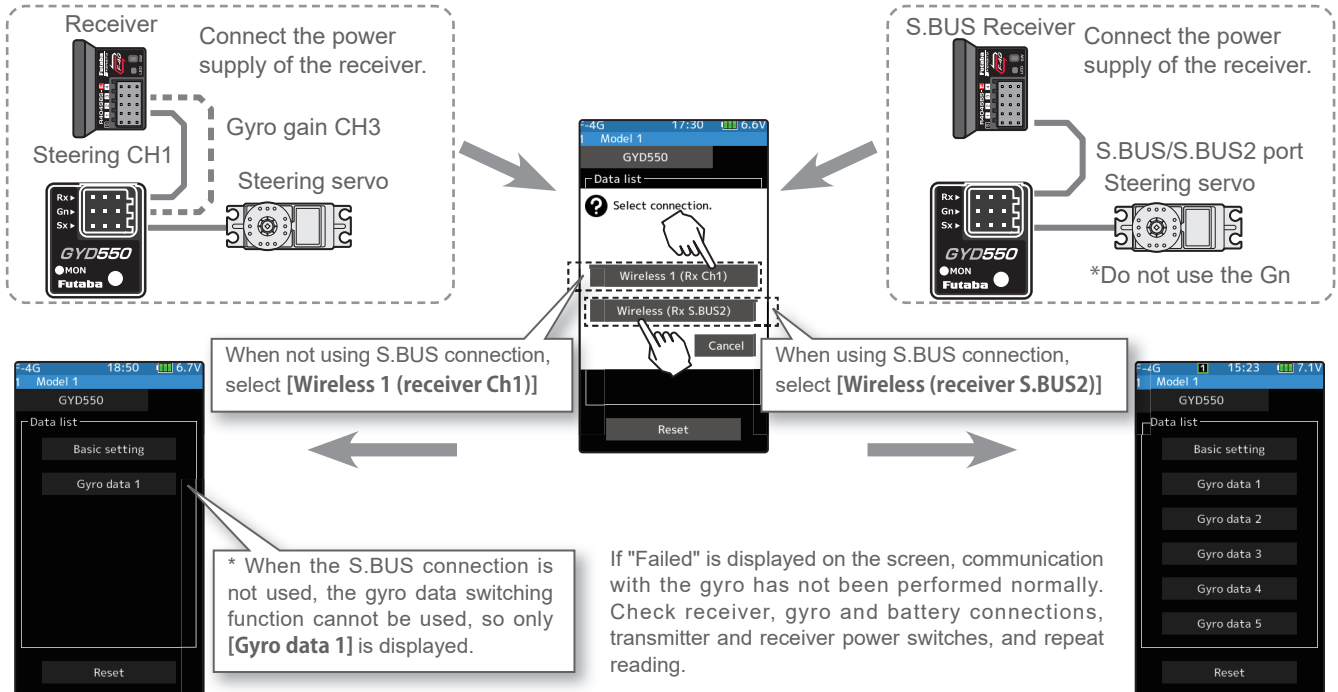 Receiver
Connect the power
supply of the receiver.
Futaba
Gyro gain CH3
Steering CH1
Steering servo
Rx
Gn
Sx
GYD550
MON
Futaba
S.BUS Receiver
Connect the power
supply of the receiver.
Futaba
S.BUS/S.BUS2 port
Steering servo
Rx
Gn
Sx
GYD550
MON
Futaba
*Do not use the Gn
-4G 17:30 6.6V
1 Model 1
GYD550
Data list
? Select connection.
Wireless 1 (Rx Ch1)
Wireless (Rx S.BUS2)
Cancel
Reset
When not using S.BUS connection,
select [Wireless 1 (receiver Ch1)]
When using S.BUS connection,
select [Wireless (receiver S.BUS2)]
-4G 18:50 6.7V
1 Model 1
GYD550
Data list
Basic setting
Gyro data 1
Reset
* When the S.BUS connection is
not used, the gyro data switching
function cannot be used, so only
[Gyro data 1] is displayed.
If "Failed" is displayed on the screen, communication
with the gyro has not been performed normally.
Check receiver, gyro and battery connections,
transmitter and receiver power switches, and repeat
reading.
-4G 1 15:23 7.1V
1 Model 1
GYD550
Data list
Basic setting
Gyro data 1
Gyro data 2
Gyro data 3
Gyro data 4
Gyro data 5
Reset